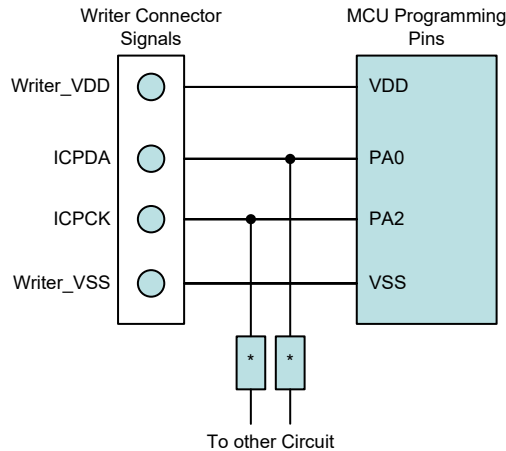 Writer Connector
Signals
MCU Programming
Pins
Writer_VDD
VDD
ICPDA
PA0
ICPCK
PA2
Writer_VSS
VSS
*
*
To other Circuit